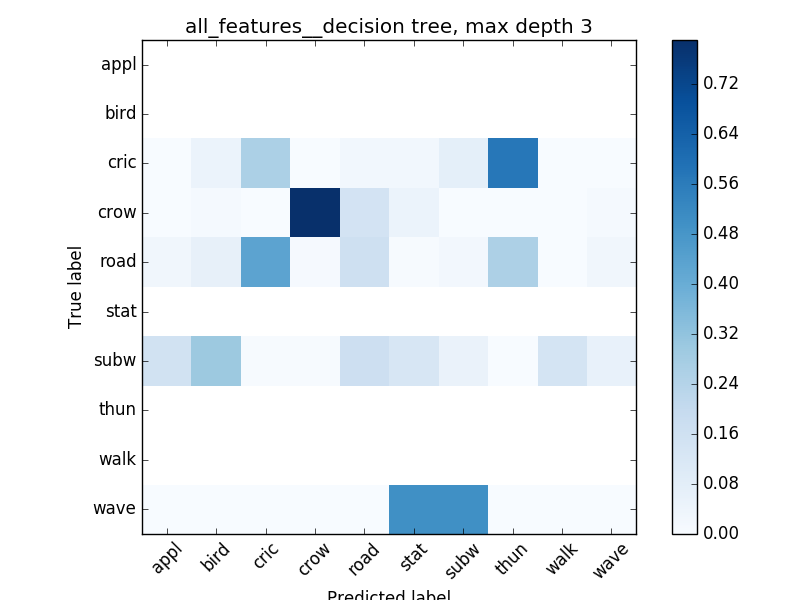 all_features__decision tree, max depth 3
appl
bird
cric
crow
road
stat
subw
thun
walk
wave
True label
appl bird cric crow road stat subw thun walk wave
Predicted label
0.72
0.64
0.56
0.48
0.40
0.32
0.24
0.16
0.08
0.00